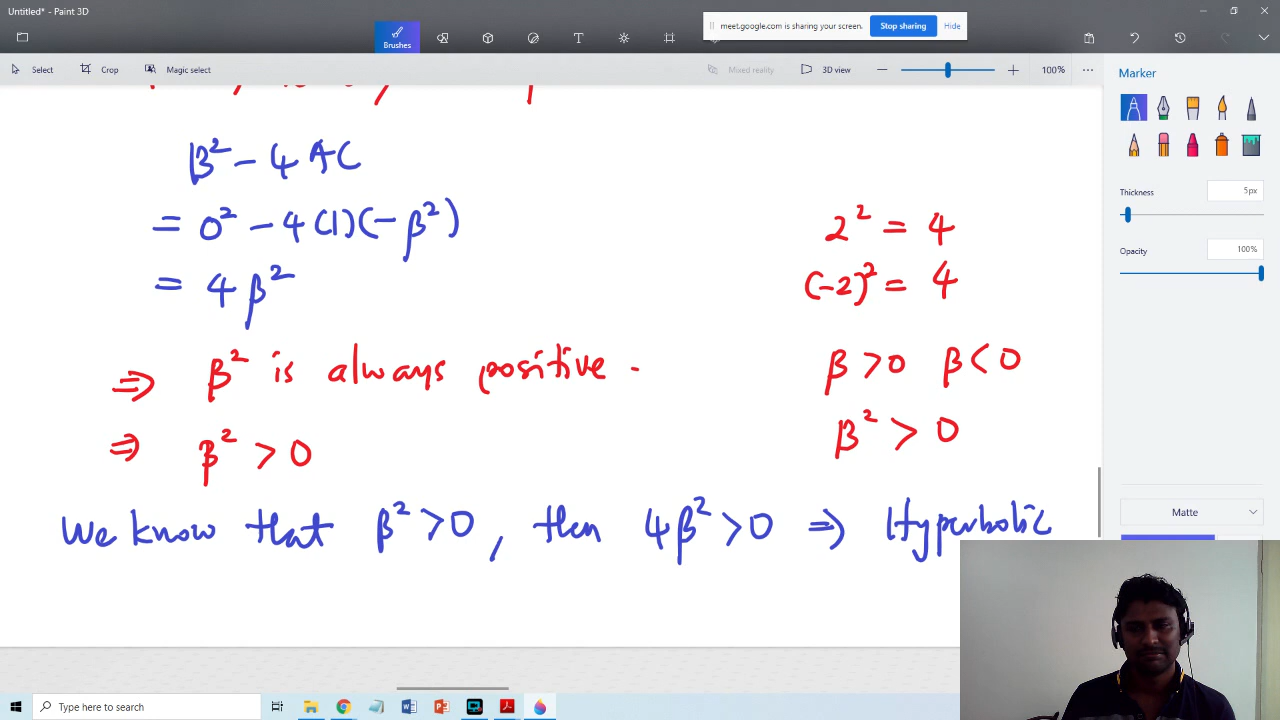 Untitled* - Paint 3D
meet.google.com is sharing your screen.
Stop sharing
Hide
Brushes
Select
Crop
Magic select
Mixed reality
3D view
100%
Marker
Thickness
5px
Opacity
100%
Matte
β² - 4AC
= 0² - 4(1)(-β²)
= 4β²
⇒ β² is always positive.
⇒ β² > 0
2² = 4
(-2)² = 4
β > 0 β < 0
β² > 0
We know that β² > 0, then 4β² > 0 ⇒ Hyperbolic
Type here to search